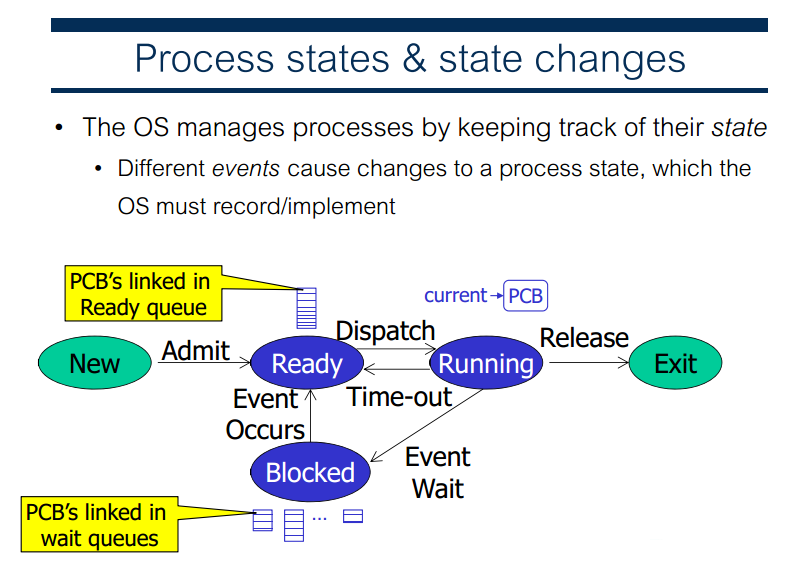 Process states & state changes
• The OS manages processes by keeping track of their state
• Different events cause changes to a process state, which the
OS must record/implement
PCB's linked in
Ready queue
current
PCB
New
Admit
Ready
Dispatch
Time-out
Running
Release
Exit
Event
Occurs
Blocked
Event
Wait
PCB's linked in
wait queues
...